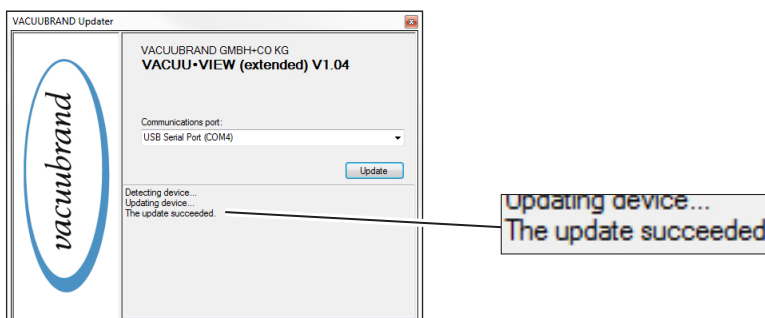 VACUUBRAND Updater
vacuubrand
VACUUBRAND GMBH+CO KG
VACUU•VIEW (extended) V1.04
Communications port:
USB Serial Port (COM4)
Update
Detecting device...
Updating device...
The update succeeded.
Updating device...
The update succeeded